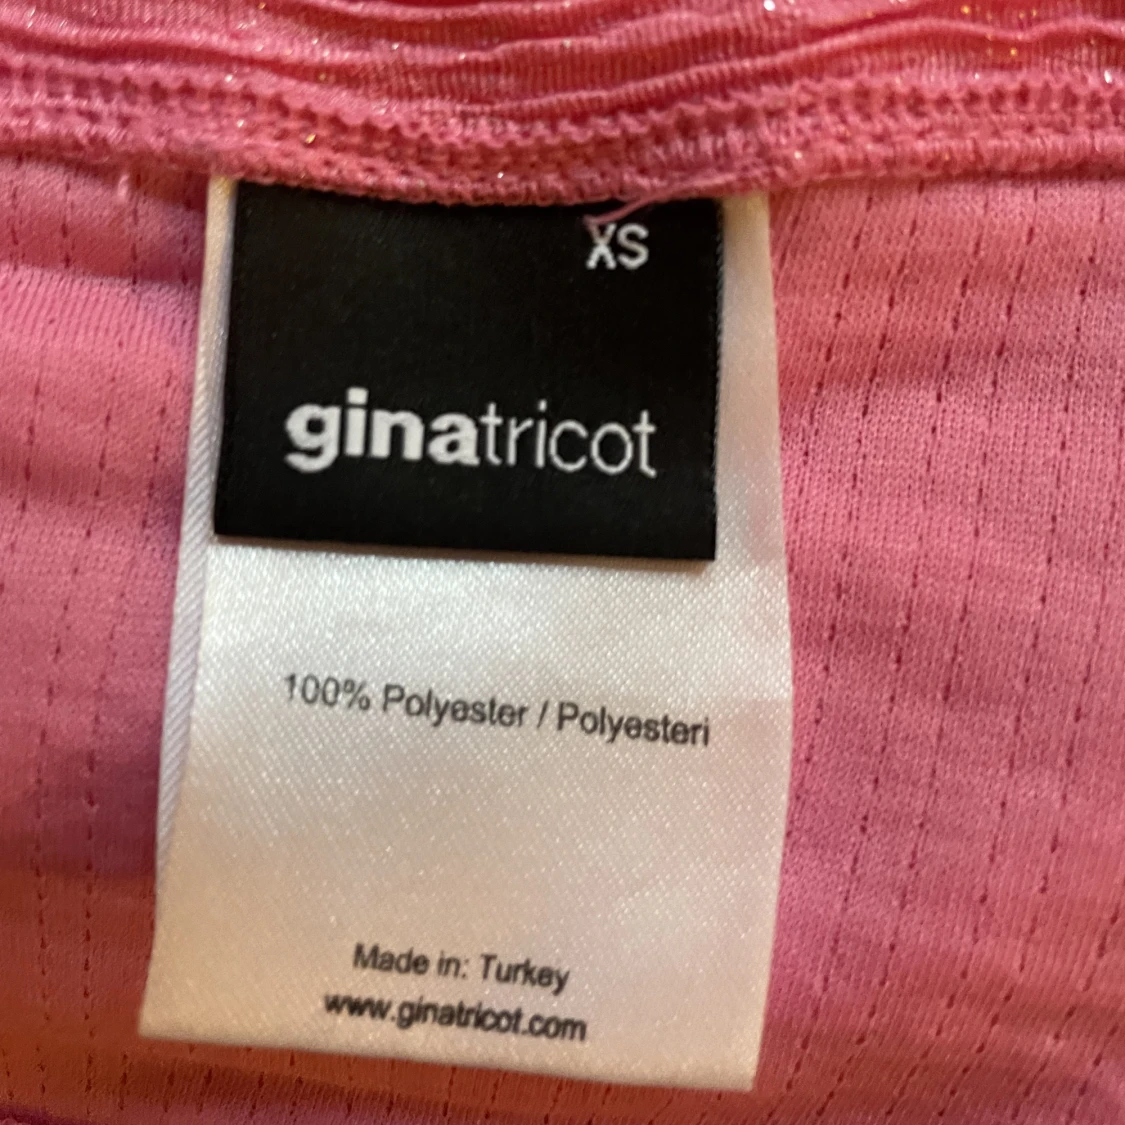 XS
ginatricot
100% Polyester / Polyesteri
Made in: Turkey
www.ginatricot.com